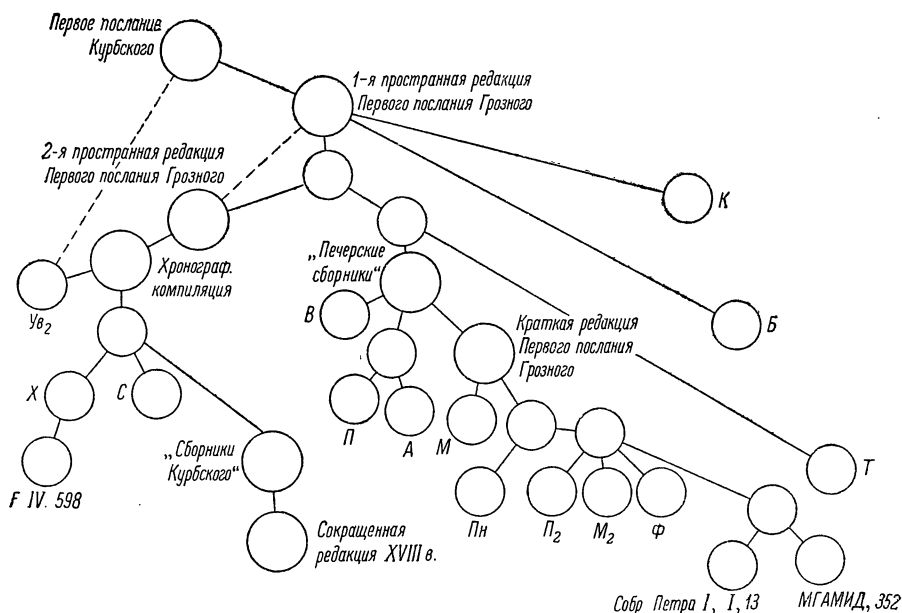 Первое послание
Курбского
1-я пространная редакция
Первого послания Грозного
2-я пространная редакция
Первого послания Грозного
К
„Печерские
сборники“
Хронограф.
компиляция
Ув₂
В
Краткая редакция
Первого послания
Грозного
Б
Х
С
П
А
М
„Сборники
Курбского“
Т
F IV. 598
Пн
П₂
М₂
Ф
Сокращенная
редакция XVIII в.
Собр Петра I, I, 13
МГАМИД, 352